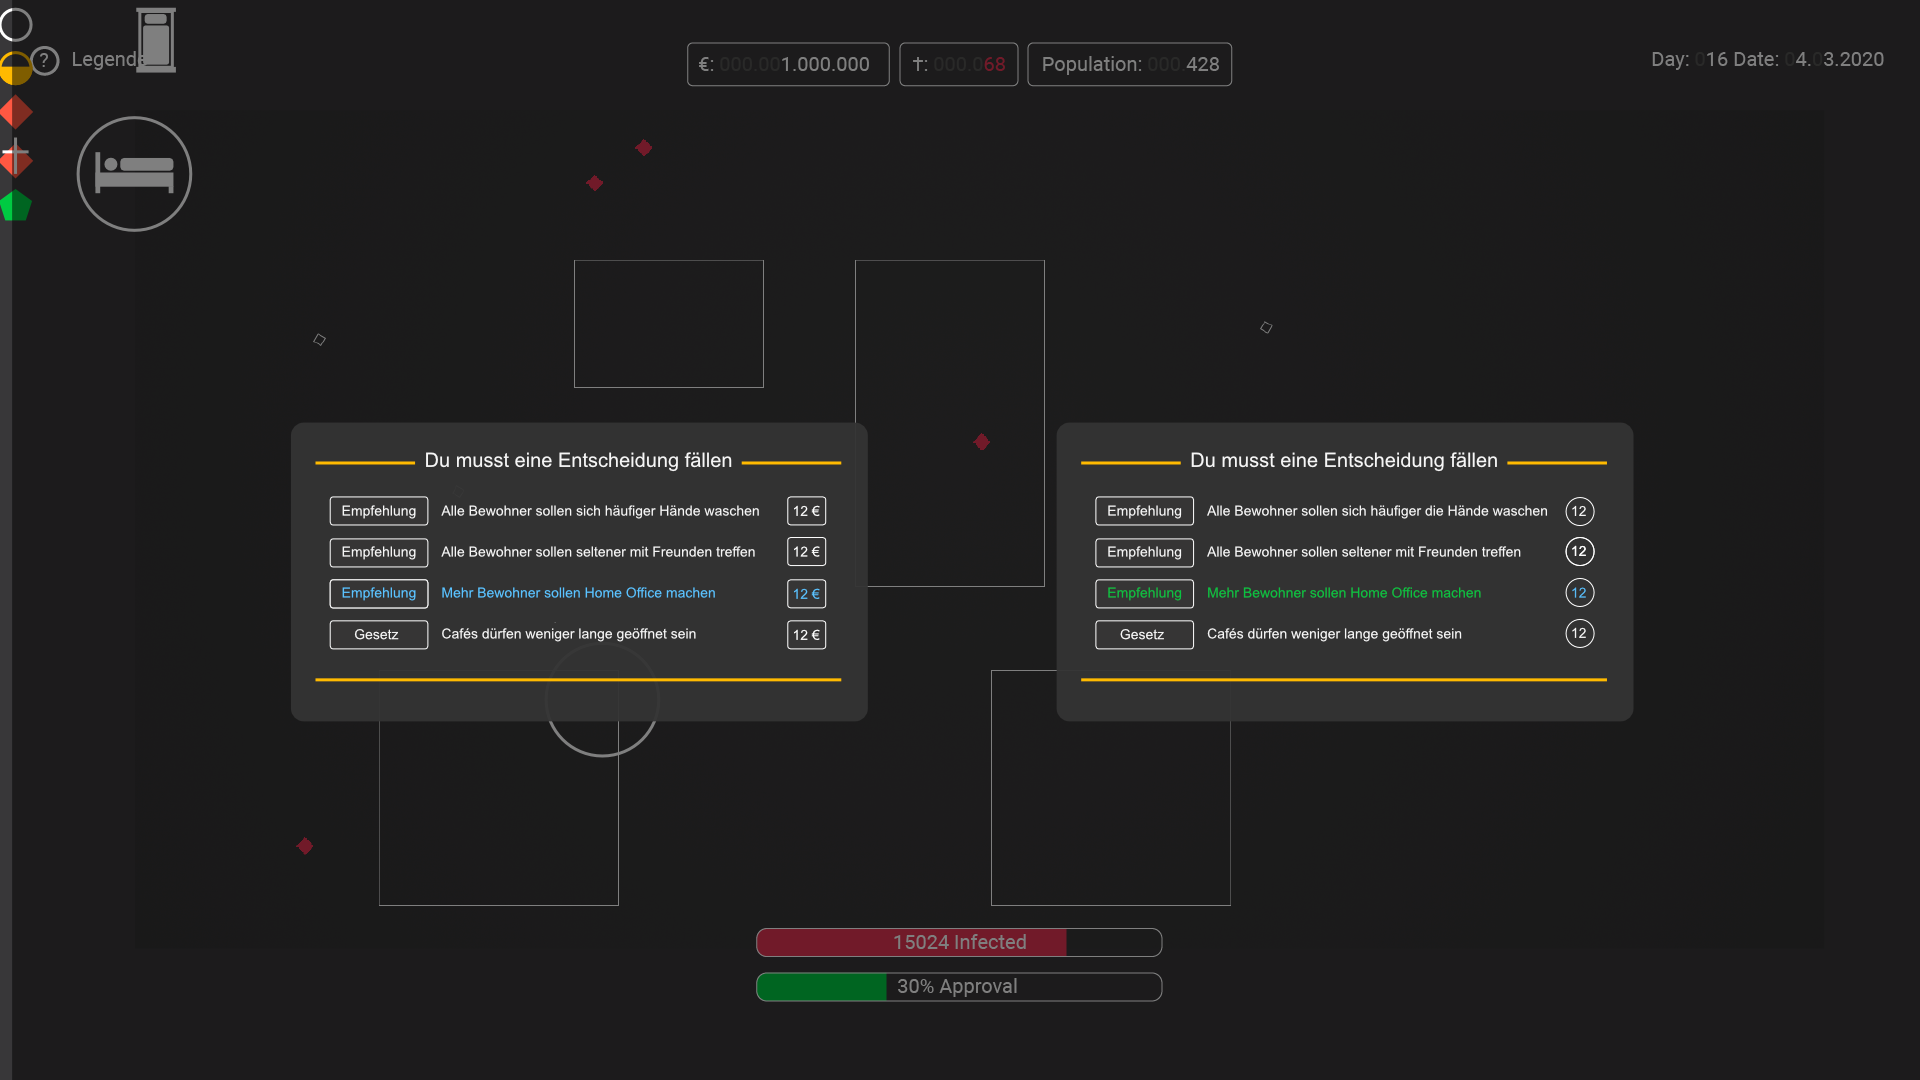 ? Legende
€: 000.001.000.000
†: 000.068
Population: 000.428
Day: 016 Date: 04.03.2020
Du musst eine Entscheidung fällen
Empfehlung Alle Bewohner sollen sich häufiger Hände waschen 12 €
Empfehlung Alle Bewohner sollen seltener mit Freunden treffen 12 €
Empfehlung Mehr Bewohner sollen Home Office machen 12 €
Gesetz Cafés dürfen weniger lange geöffnet sein 12 €
Du musst eine Entscheidung fällen
Empfehlung Alle Bewohner sollen sich häufiger die Hände waschen 12
Empfehlung Alle Bewohner sollen seltener mit Freunden treffen 12
Empfehlung Mehr Bewohner sollen Home Office machen 12
Gesetz Cafés dürfen weniger lange geöffnet sein 12
15024 Infected
30% Approval